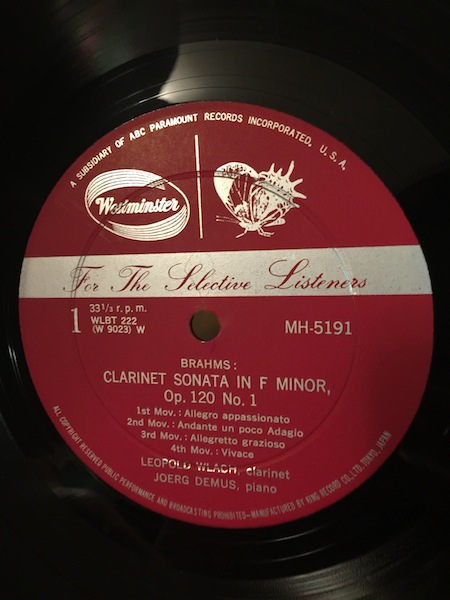 A SUBSIDIARY OF ABC PARAMOUNT RECORDS INCORPORATED. U. S. A.
Westminster
For The Selective Listeners
1
33 1/3 r. p. m.
WLBT 222
(W 9023) W
MH-5191
BRAHMS:
CLARINET SONATA IN F MINOR,
Op. 120 No. 1
1st Mov.: Allegro appassionato
2nd Mov.: Andante un poco Adagio
3rd Mov.: Allegretto grazioso
4th Mov.: Vivace
LEOPOLD WLACH, clarinet
JOERG DEMUS, piano
ALL COPYRIGHT RESERVED PUBLIC PERFORMANCE AND BROADCASTING PROHIBITED-MANUFACTURED BY KING RECORD CO., LTD. TOKYO, JAPAN